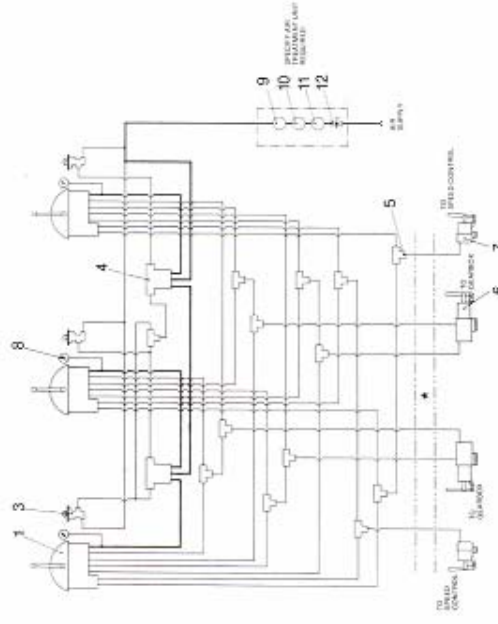 1
3
8
4
9
10
11
12
SPECIFY AIR
TREATMENT UNIT
REQUIRED
AIR
SUPPLY
5
TO
SPEED CONTROL
7
TO
GEARBOX
6
TO
GEARBOX
TO
SPEED
CONTROL